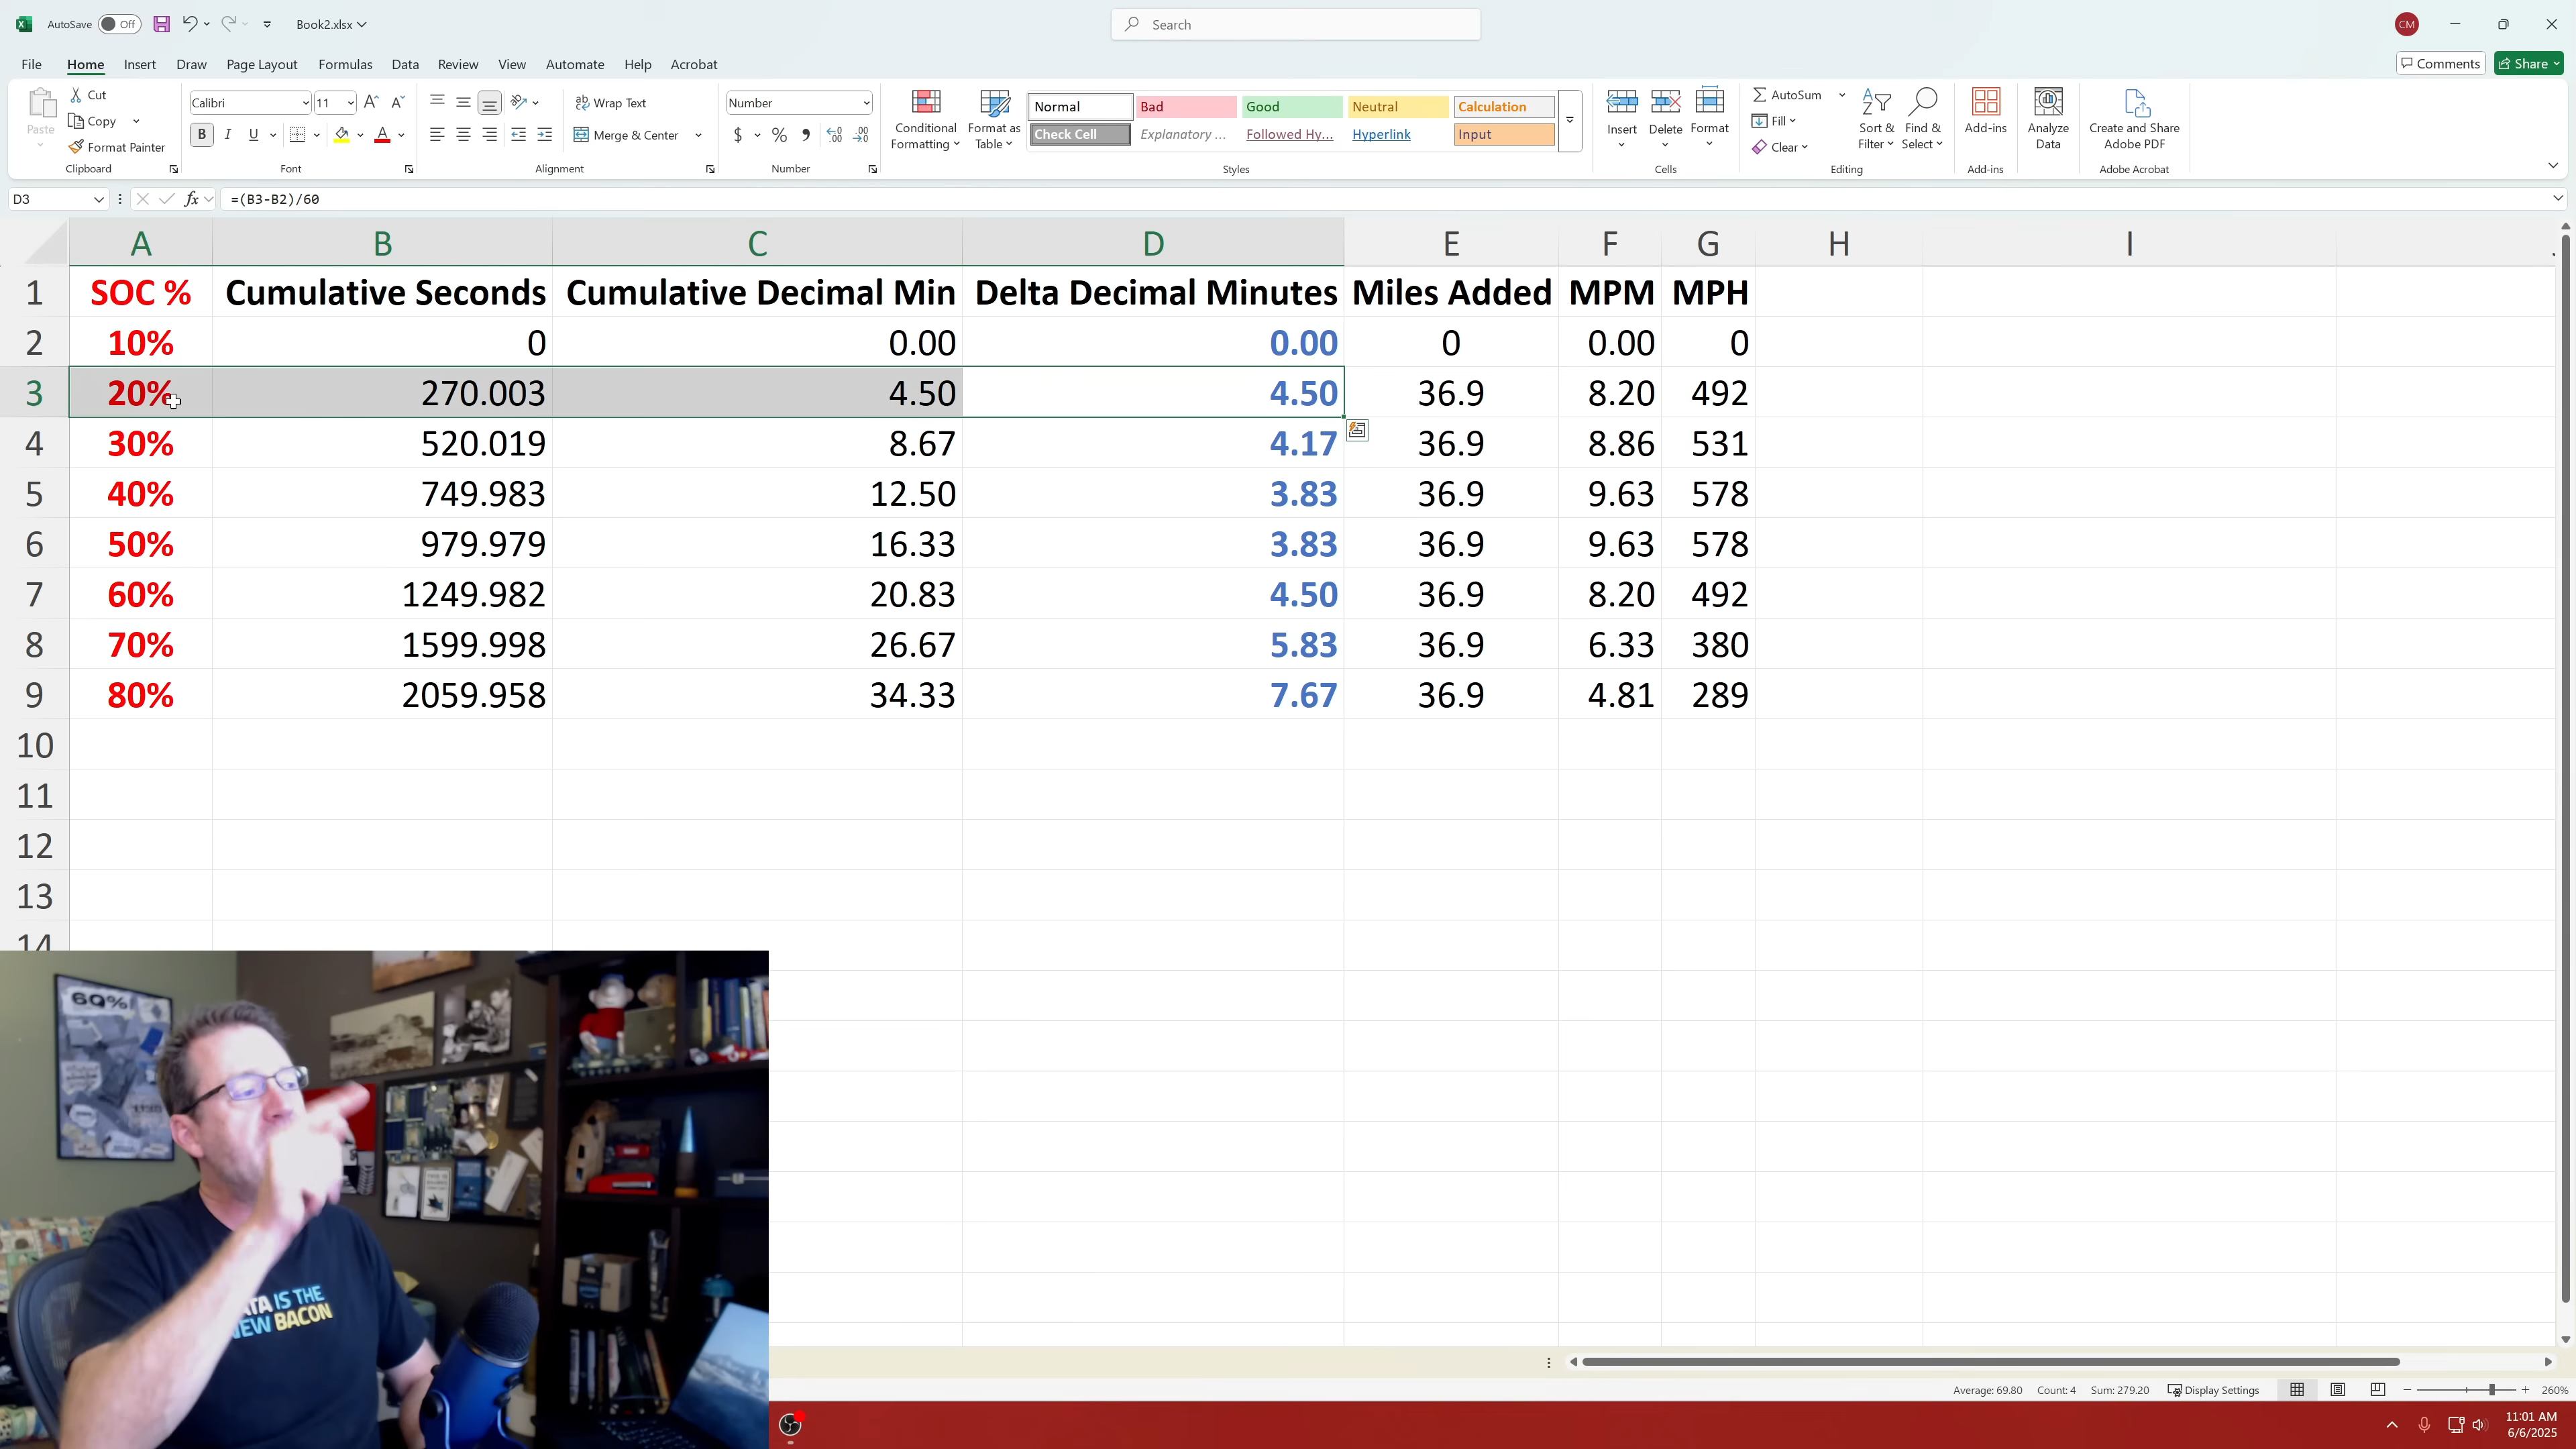 AutoSave Off Book2.xlsx Search CM
File Home Insert Draw Page Layout Formulas Data Review View Automate Help Acrobat Comments Share
Paste Cut Copy Format Painter Clipboard
Calibri 11 B I U Font
Wrap Text Merge & Center Alignment
Number $ % Number
Conditional Formatting Format as Table
Normal Bad Good Neutral Calculation
Check Cell Explanatory ... Followed Hy... Hyperlink Input
Styles
Insert Delete Format Cells
AutoSum Fill Clear Sort & Filter Find & Select Editing
Add-ins Add-ins
Analyze Data
Create and Share Adobe PDF Adobe Acrobat
D3 fx =(B3-B2)/60
A B C D E F G H I
1 SOC % Cumulative Seconds Cumulative Decimal Min Delta Decimal Minutes Miles Added MPM MPH
2 10% 0 0.00 0.00 0 0.00 0
3 20% 270.003 4.50 4.50 36.9 8.20 492
4 30% 520.019 8.67 4.17 36.9 8.86 531
5 40% 749.983 12.50 3.83 36.9 9.63 578
6 50% 979.979 16.33 3.83 36.9 9.63 578
7 60% 1249.982 20.83 4.50 36.9 8.20 492
8 70% 1599.998 26.67 5.83 36.9 6.33 380
9 80% 2059.958 34.33 7.67 36.9 4.81 289
10
11
12
13
14
60%
IS THE
BACON
Average: 69.80 Count: 4 Sum: 279.20 Display Settings 260%
11:01 AM
6/6/2025